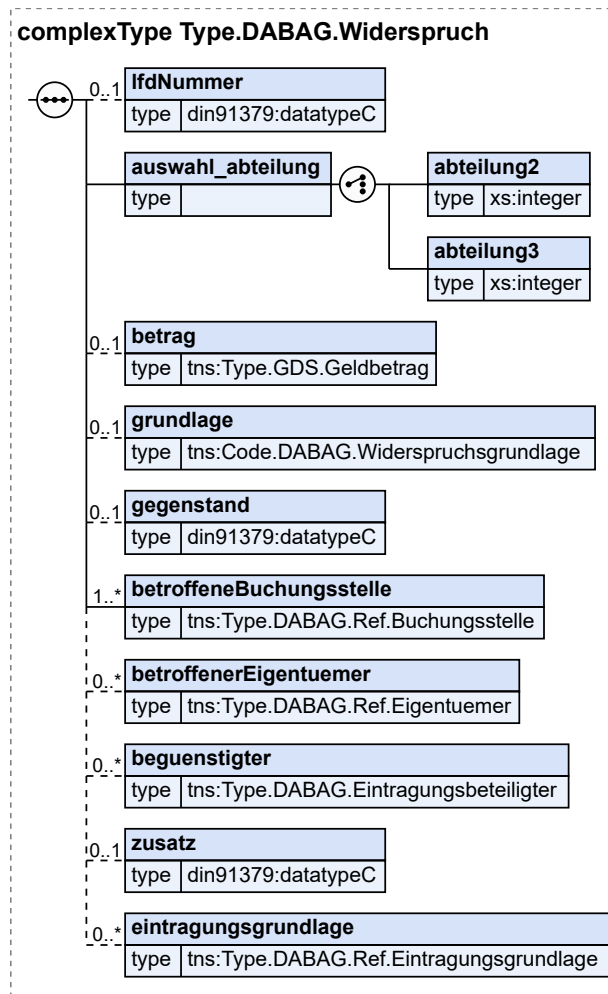 complexType Type.DABAG.Widerspruch
0..1 lfdNummer
type din91379:datatypeC
auswahl_abteilung abteilung2
type type xs:integer
abteilung3
type xs:integer
0..1 betrag
type tns:Type.GDS.Geldbetrag
0..1 grundlage
type tns:Code.DABAG.Widerspruchsgrundlage
0..1 gegenstand
type din91379:datatypeC
1..* betroffeneBuchungsstelle
type tns:Type.DABAG.Ref.Buchungsstelle
0..* betroffenerEigentuemer
type tns:Type.DABAG.Ref.Eigentuemer
0..* beguenstigter
type tns:Type.DABAG.Eintragungsbeteiligter
0..1 zusatz
type din91379:datatypeC
0..* eintragungsgrundlage
type tns:Type.DABAG.Ref.Eintragungsgrundlage